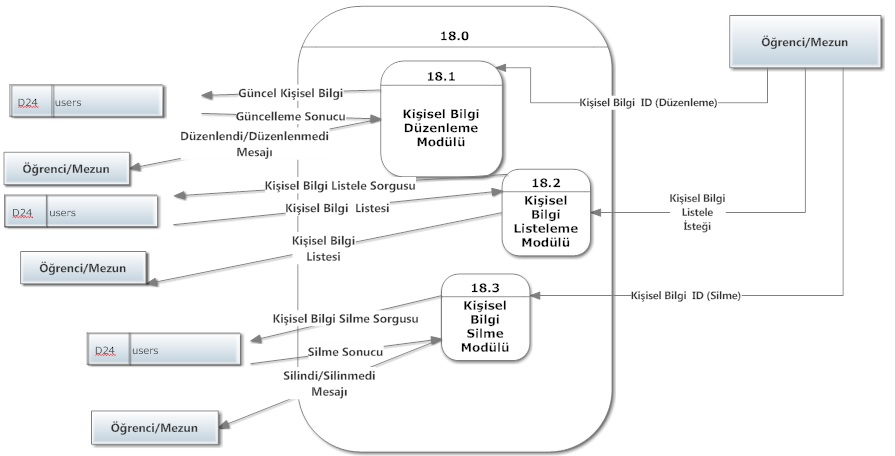 18.0
Öğrenci/Mezun
18.1
Kişisel Bilgi
Düzenleme
Modülü
D24 users
Güncel Kişisel Bilgi
Güncelleme Sonucu
Düzenlendi/Düzenlenmedi
Mesajı
Kişisel Bilgi ID (Düzenleme)
Öğrenci/Mezun
D24 users
Kişisel Bilgi Listele Sorgusu
Kişisel Bilgi Listesi
18.2
Kişisel
Bilgi
Listeleme
Modülü
Kişisel Bilgi
Listele
İsteği
Kişisel Bilgi
Listesi
Öğrenci/Mezun
18.3
Kişisel
Bilgi
Silme
Modülü
Kişisel Bilgi ID (Silme)
Kişisel Bilgi Silme Sorgusu
D24 users
Silme Sonucu
Silindi/Silinmedi
Mesajı
Öğrenci/Mezun